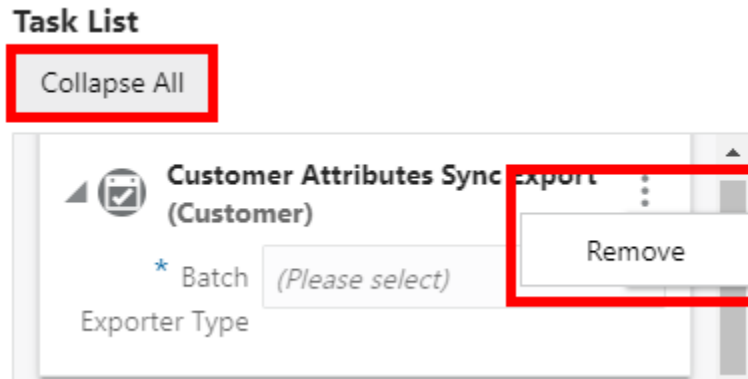 Task List
Collapse All
Customer Attributes Sync Export
(Customer)
Remove
* Batch (Please select)
Exporter Type